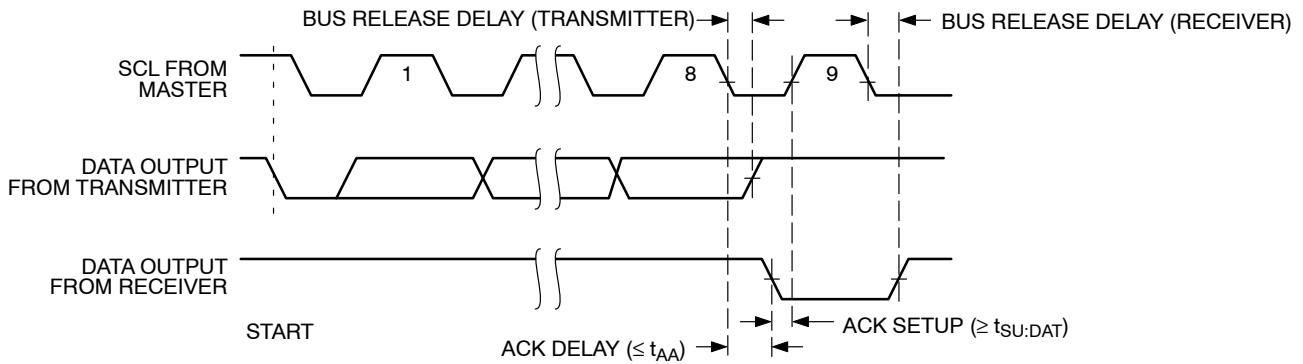 BUS RELEASE DELAY (TRANSMITTER)
BUS RELEASE DELAY (RECEIVER)
SCL FROM
MASTER
1
8
9
DATA OUTPUT
FROM TRANSMITTER
DATA OUTPUT
FROM RECEIVER
START
ACK SETUP (≥ tSU:DAT)
ACK DELAY (≤ tAA)